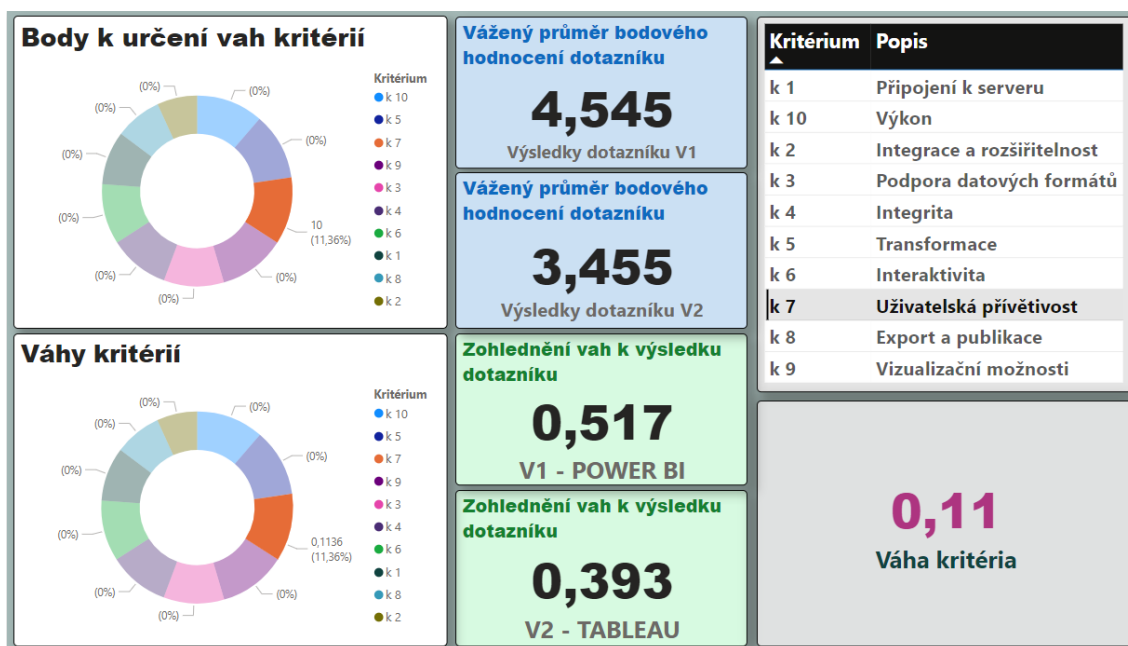 Body k určení vah kritérií
(0%)
(0%)
(0%)
(0%)
(0%)
10
(11,36%)
(0%)
(0%)
(0%)
(0%)
Kritérium
k 10
k 5
k 7
k 9
k 3
k 4
k 6
k 1
k 8
k 2
Váhy kritérií
(0%)
(0%)
(0%)
(0%)
(0%)
0,1136
(11,36%)
(0%)
(0%)
(0%)
(0%)
Kritérium
k 10
k 5
k 7
k 9
k 3
k 4
k 6
k 1
k 8
k 2
Vážený průměr bodového
hodnocení dotazníku
4,545
Výsledky dotazníku V1
Vážený průměr bodového
hodnocení dotazníku
3,455
Výsledky dotazníku V2
Zohlednění vah k výsledku
dotazníku
0,517
V1 - POWER BI
Zohlednění vah k výsledku
dotazníku
0,393
V2 - TABLEAU
Kritérium Popis
k 1 Připojení k serveru
k 10 Výkon
k 2 Integrace a rozšiřitelnost
k 3 Podpora datových formátů
k 4 Integrita
k 5 Transformace
k 6 Interaktivita
k 7 Uživatelská přívětivost
k 8 Export a publikace
k 9 Vizualizační možnosti
0,11
Váha kritéria